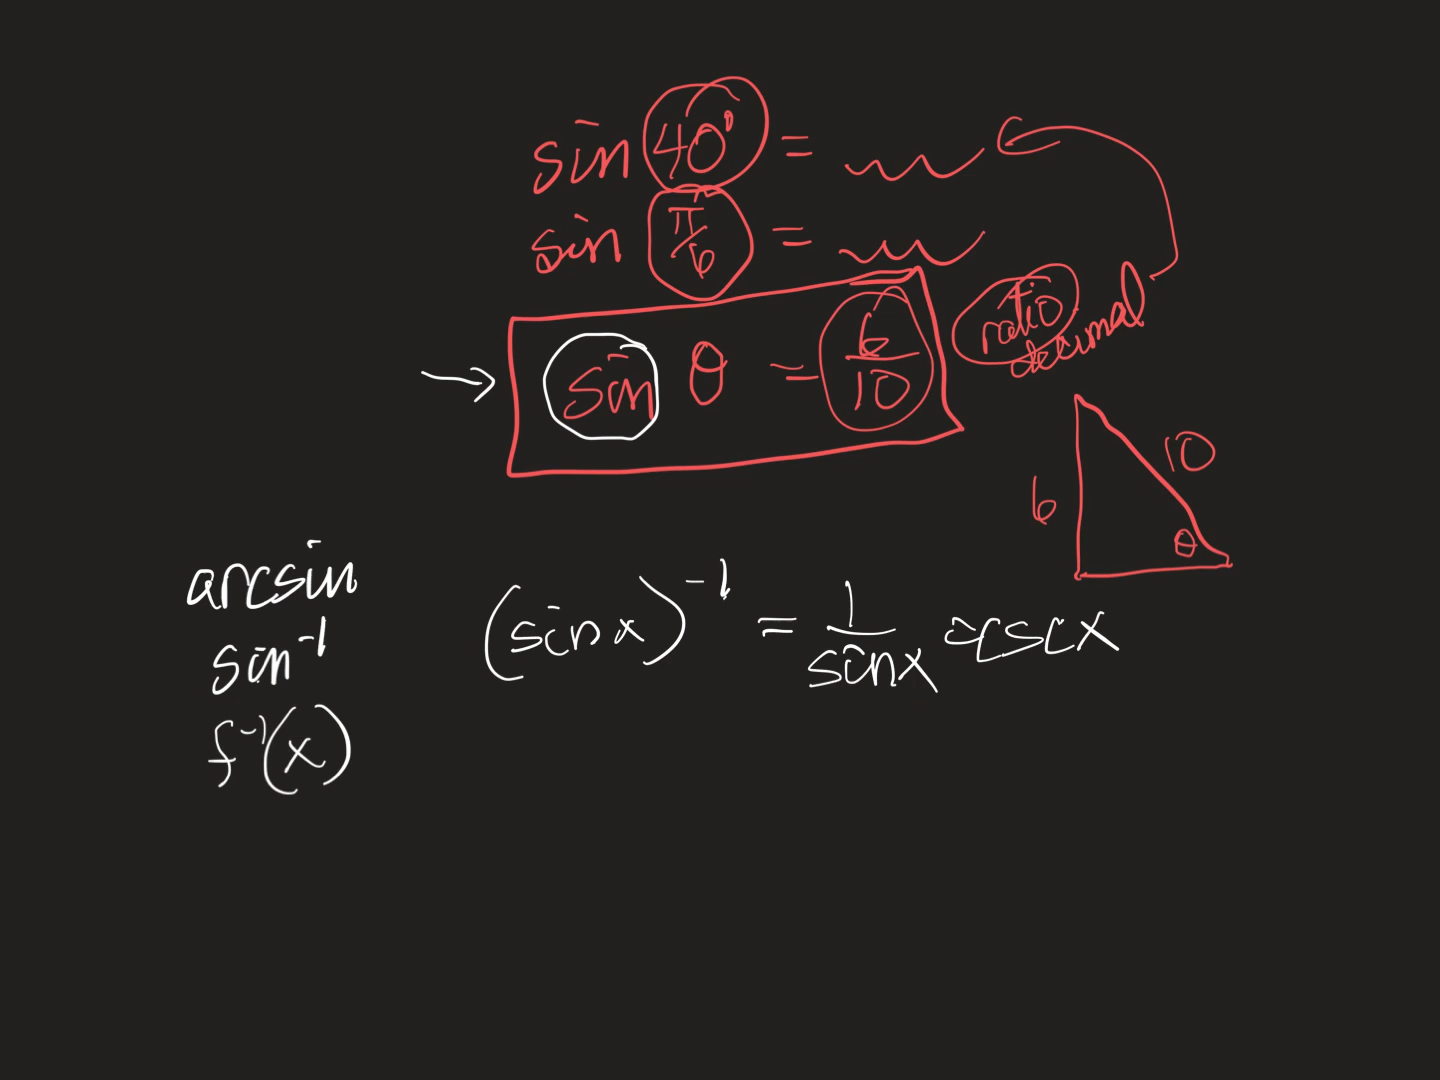 sin 40° =
sin π/6 =
sin θ = 6/10
ratio
decimal
10
6
θ
arcsin
sin⁻¹
f⁻¹(x)
(sin x)⁻¹ = 1/sin x = csc x